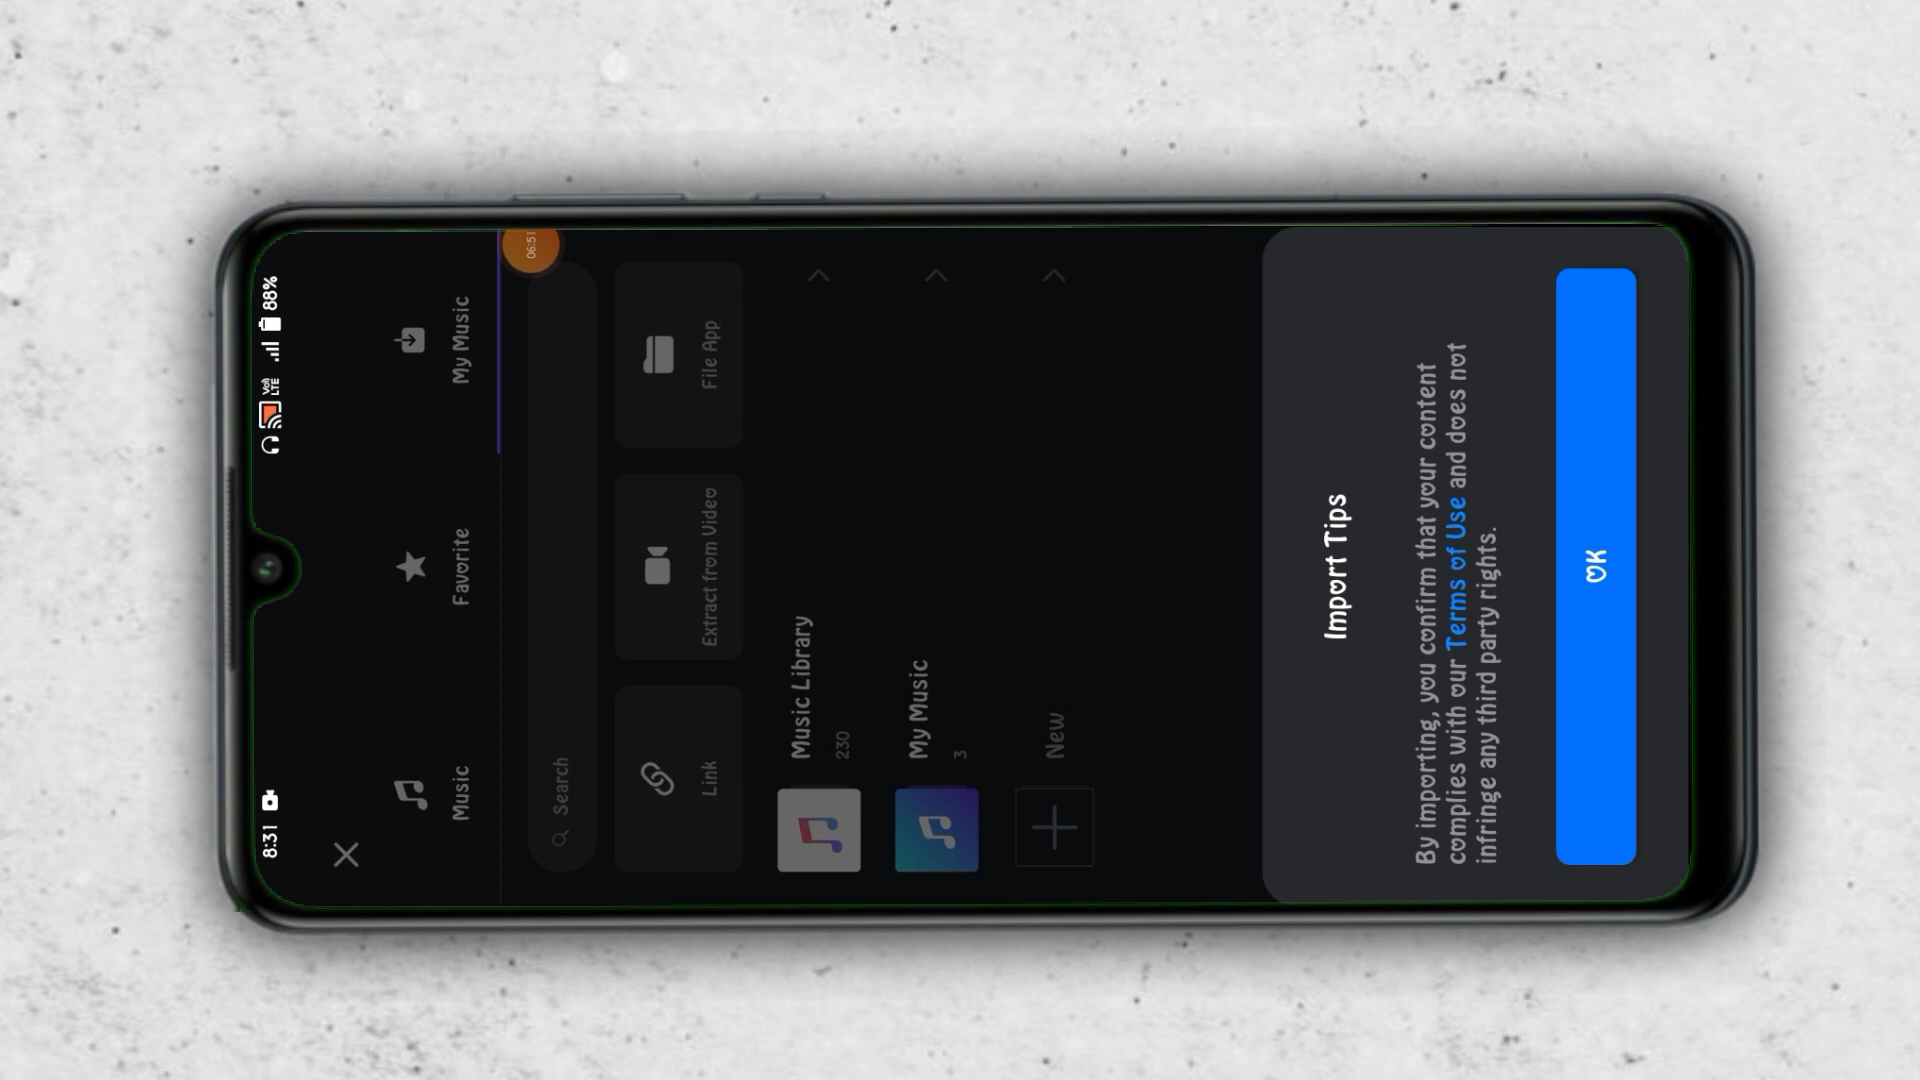 8:31
Vo)
LTE
88%
Music
Favorite
My Music
06:51
Search
Link
Extract from Video
File App
Music Library
230
My Music
3
New
Import Tips
By importing, you confirm that your content
complies with our Terms of Use and does not
infringe any third party rights.
OK